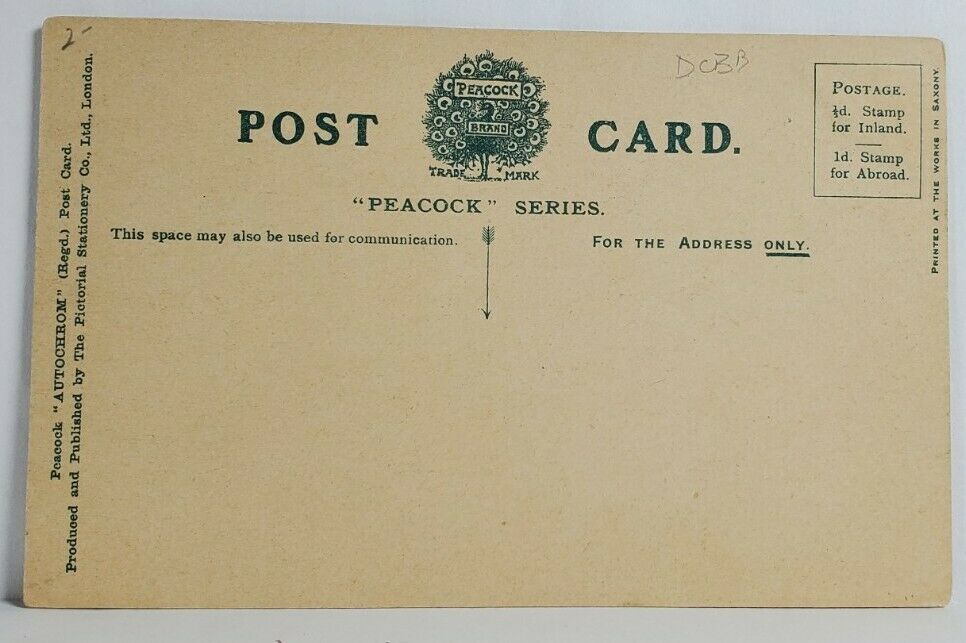 2-
DCBB
POST CARD.
PEACOCK
BRAND
TRADE MARK
"PEACOCK" SERIES.
This space may also be used for communication.
FOR THE ADDRESS ONLY.
POSTAGE.
½d. Stamp
for Inland.
1d. Stamp
for Abroad.
PRINTED AT THE WORKS IN SAXONY.
Peacock "AUTOCHROM" (Regd.) Post Card.
Produced and Published by The Pictorial Stationery Co., Ltd., London.